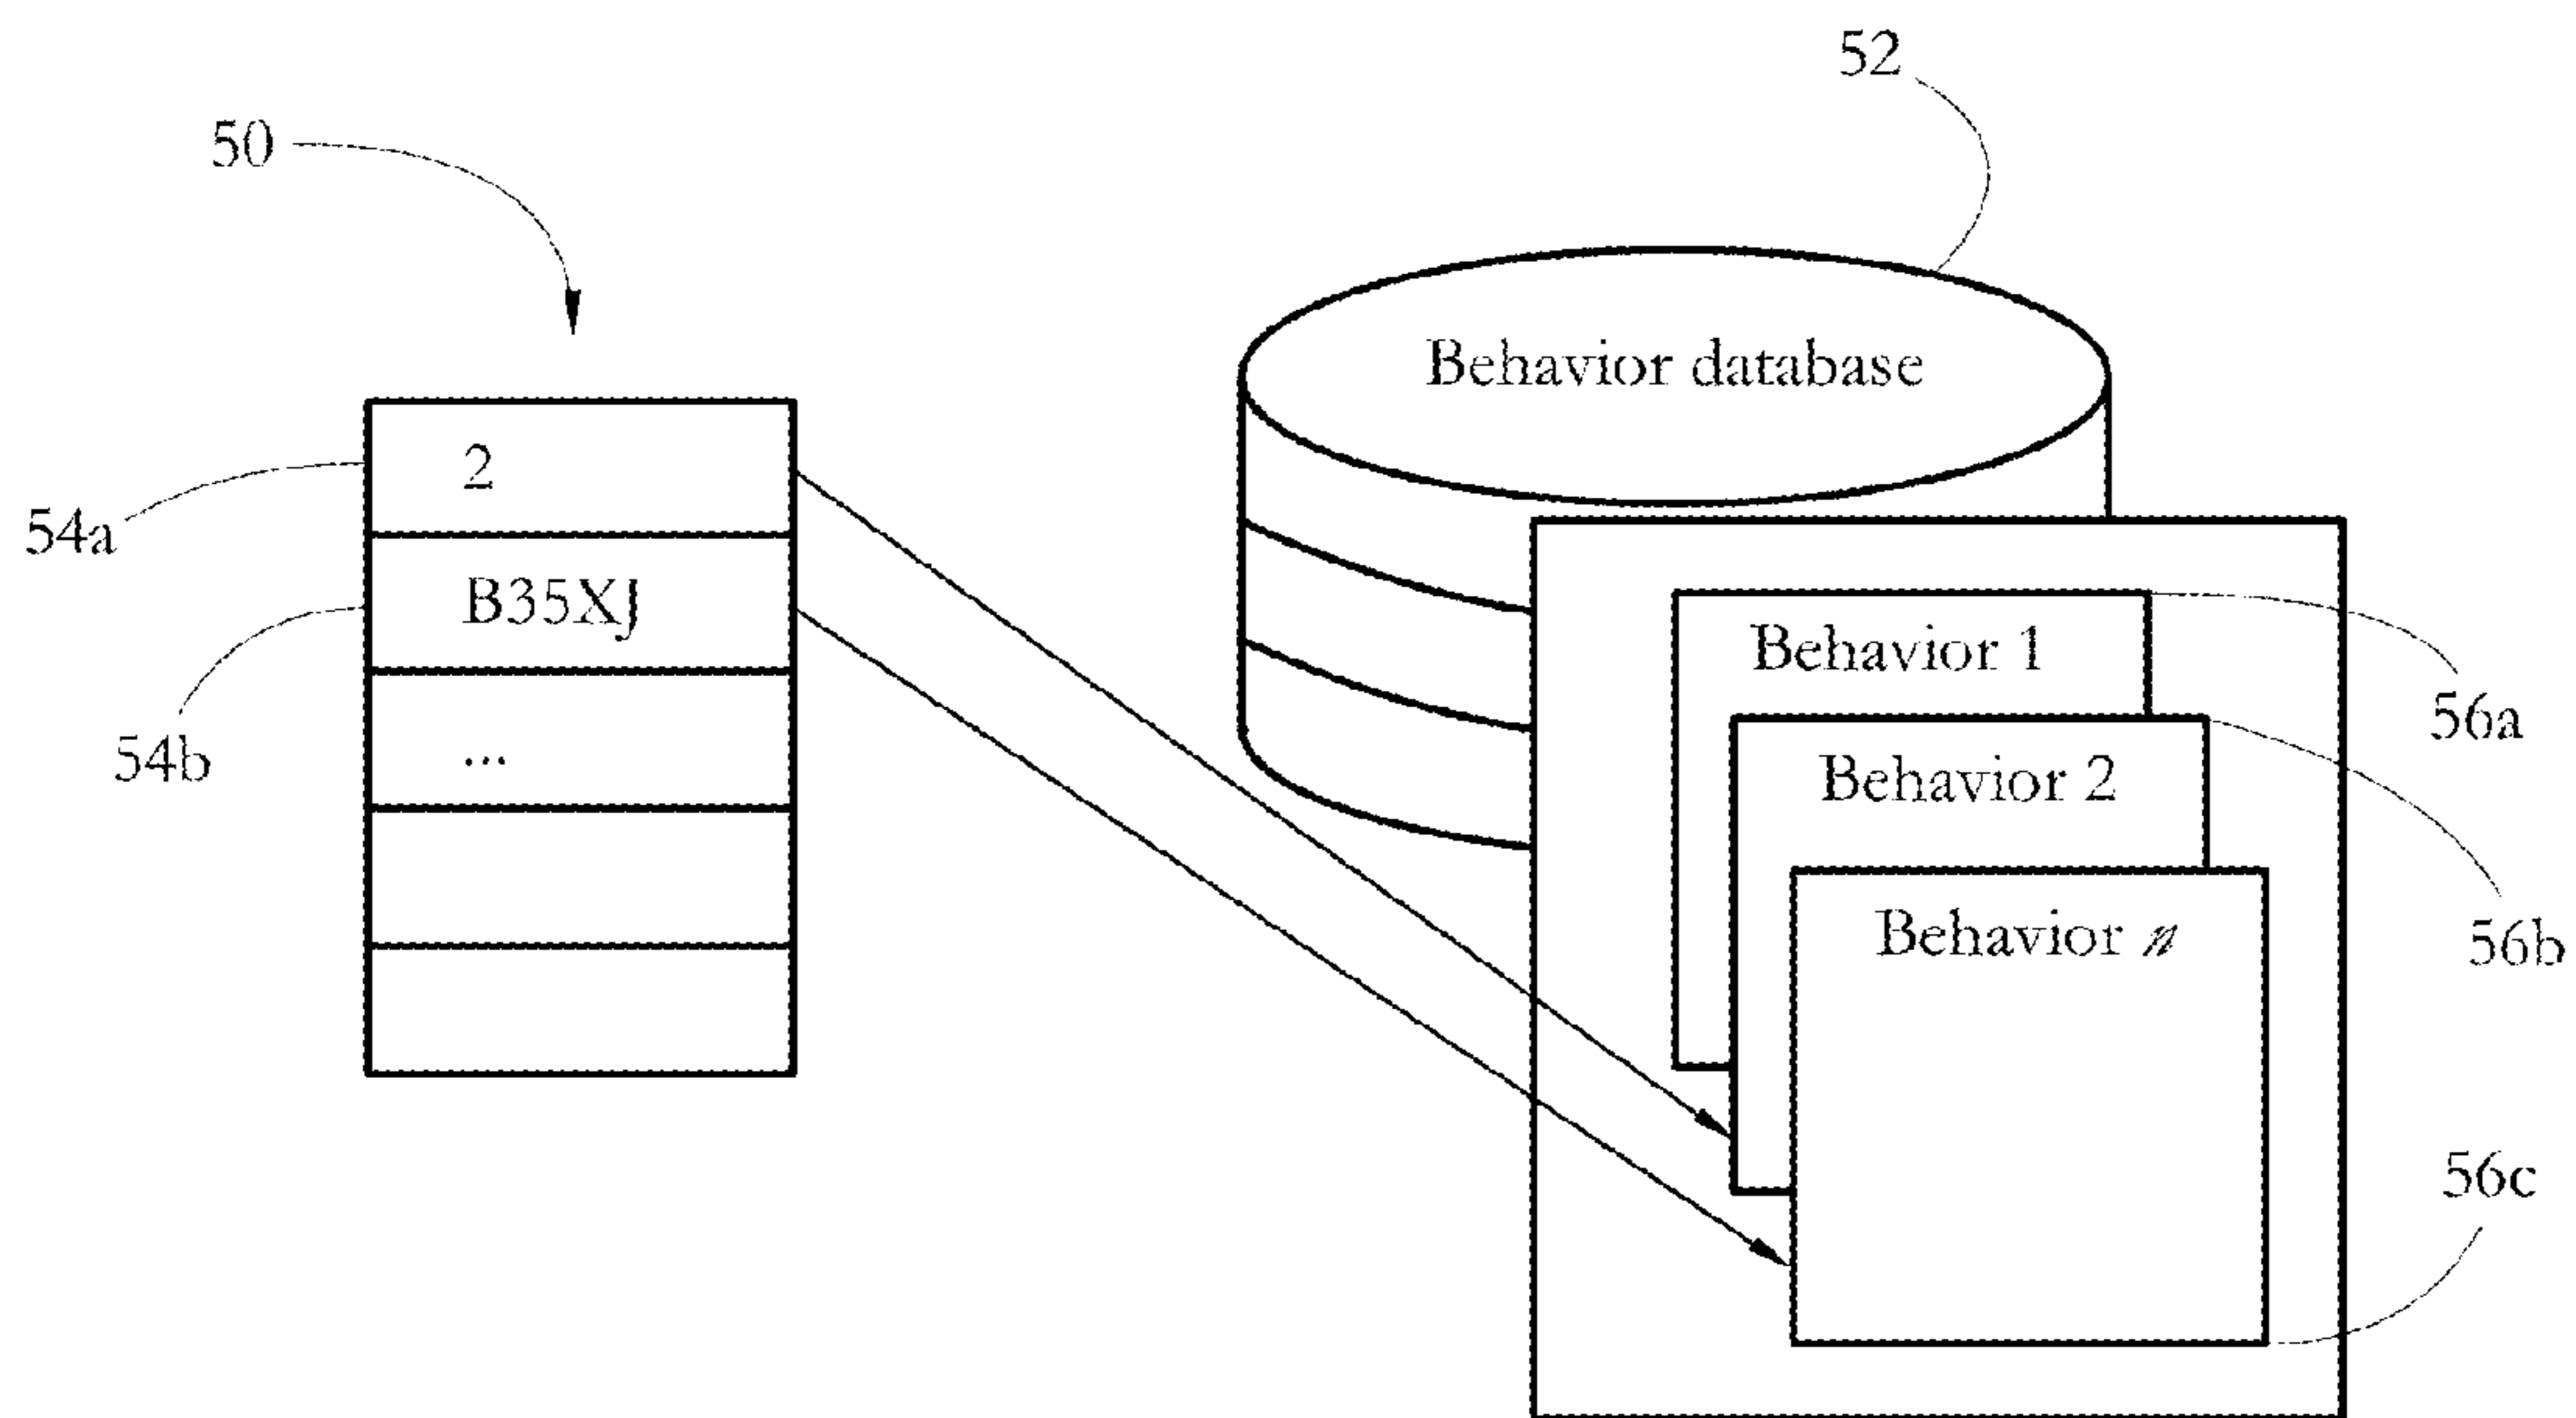 52
50
Behavior database
2
54a
B35XJ
Behavior 1
56a
54b
...
Behavior 2
Behavior n
56b
56c